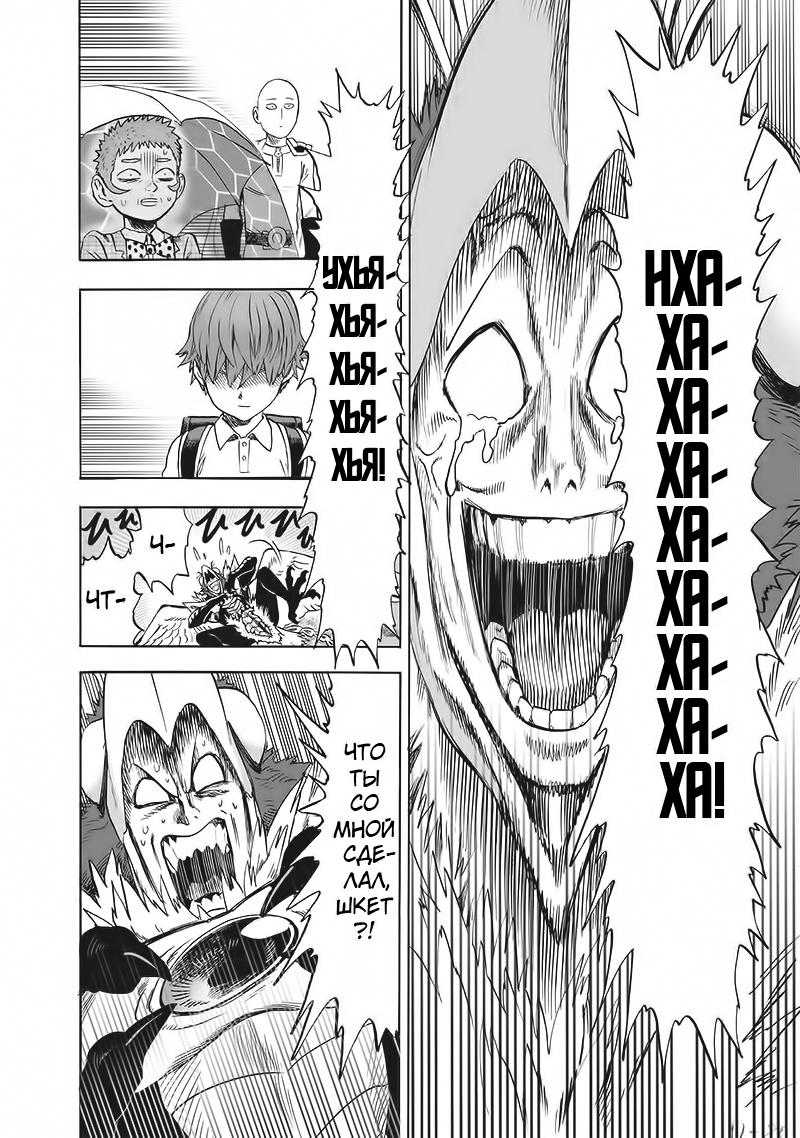 НХА-
ХА-
ХА-
ХА-
ХА-
ХА-
ХА-
ХА-
ХА!
УХЬЯ-
ХЬЯ-
ХЬЯ-
ХЬЯ-
ХЬЯ!
Ч-
ЧТ-
ЧТО
ТЫ
СО
МНОЙ
СДЕ-
ЛАЛ,
ШКЕТ
?!